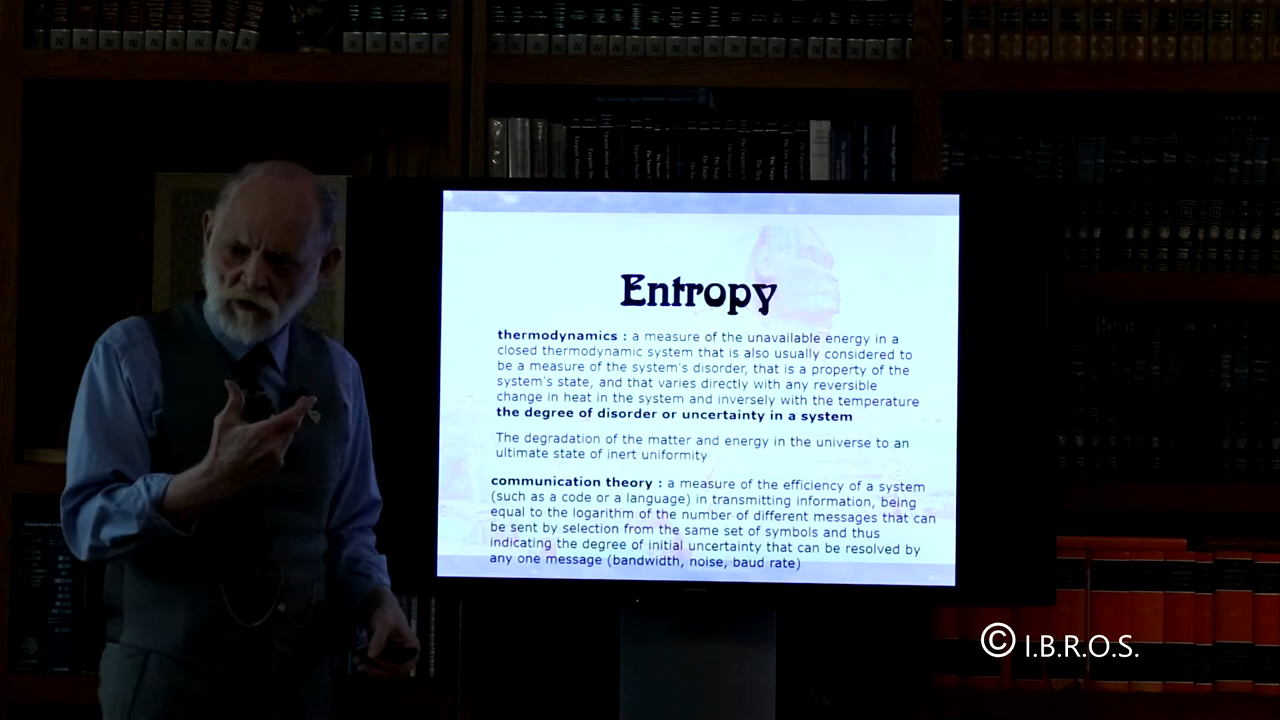 Entropy
thermodynamics : a measure of the unavailable energy in a
closed thermodynamic system that is also usually considered to
be a measure of the system's disorder, that is a property of the
system's state, and that varies directly with any reversible
change in heat in the system and inversely with the temperature
the degree of disorder or uncertainty in a system
The degradation of the matter and energy in the universe to an
ultimate state of inert uniformity
communication theory : a measure of the efficiency of a system
(such as a code or a language) in transmitting information, being
equal to the logarithm of the number of different messages that can
be sent by selection from the same set of symbols and thus
indicating the degree of initial uncertainty that can be resolved by
any one message (bandwidth, noise, baud rate)
© I.B.R.O.S.